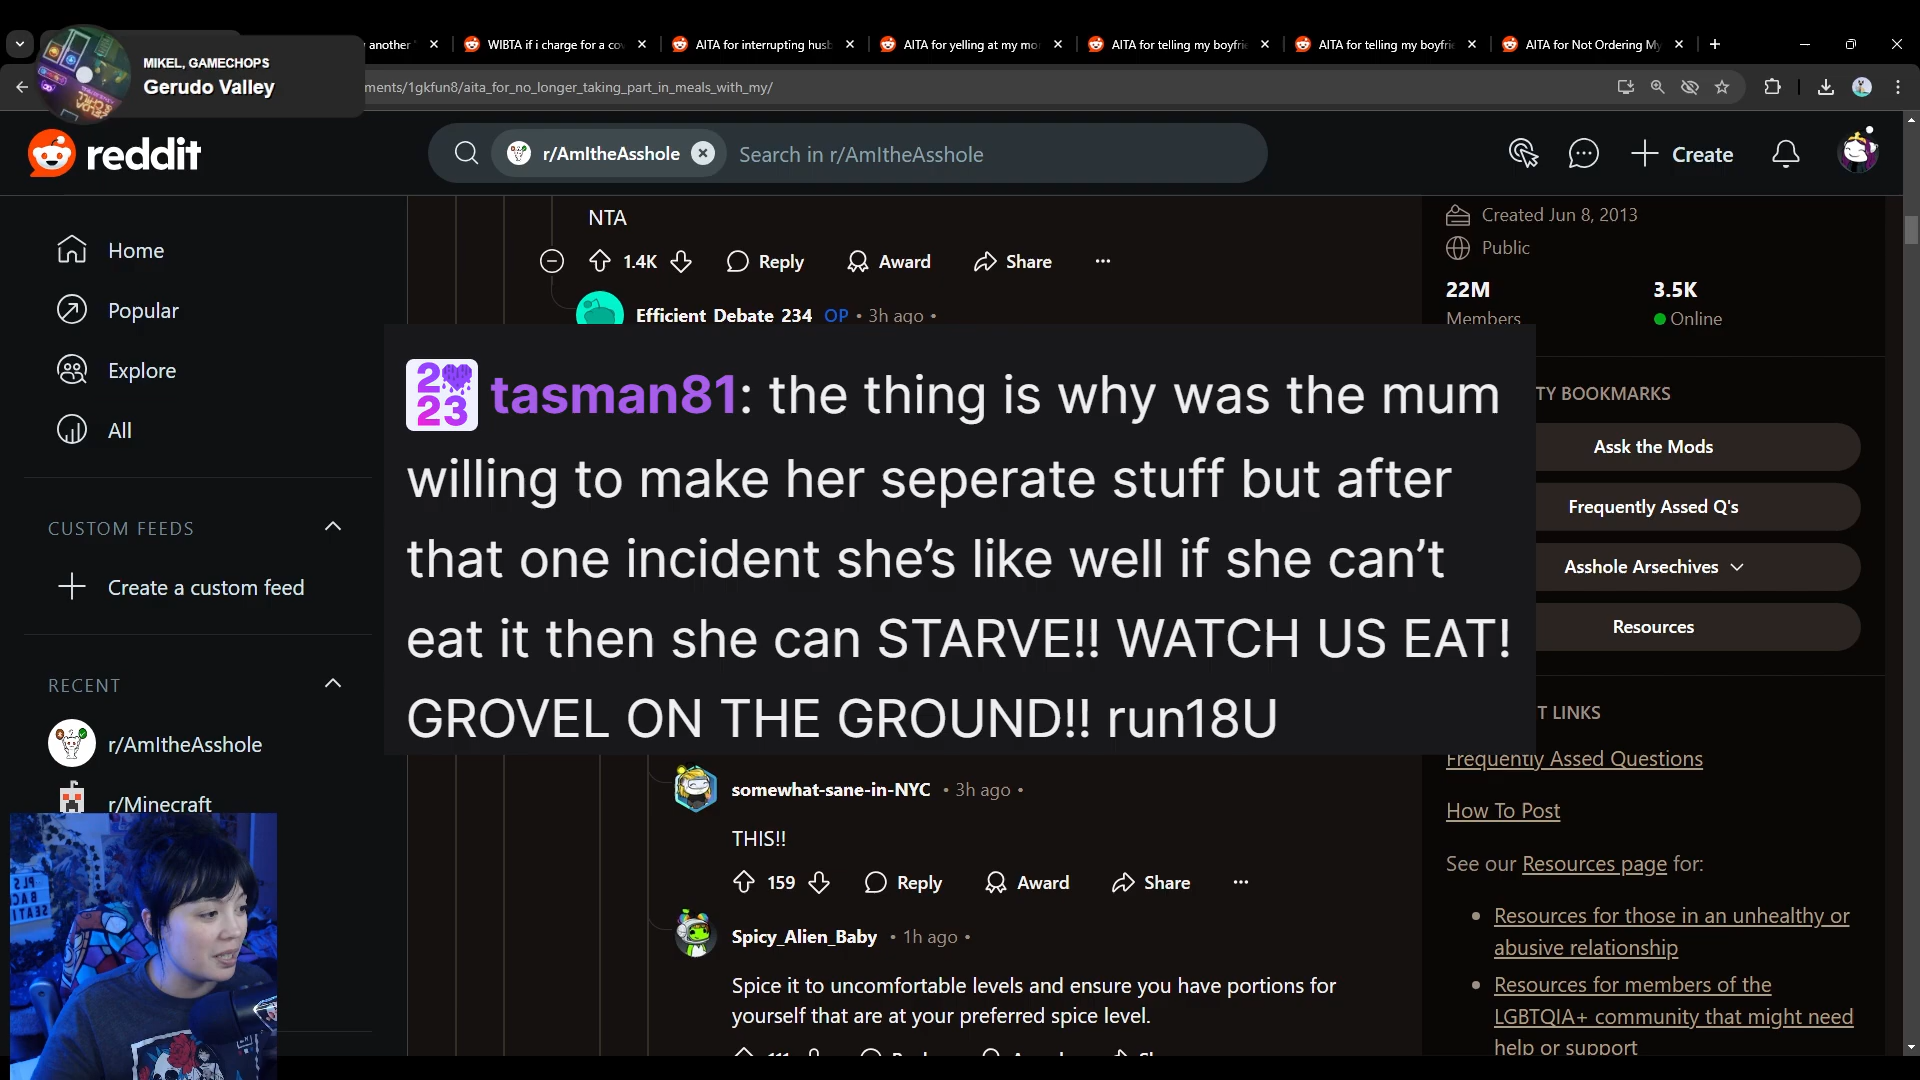 another
WIBTA if i charge for a co
AITA for interrupting husb
AITA for yelling at my mo
AITA for telling my boyfrie
AITA for telling my boyfrie
AITA for Not Ordering My
MIKEL, GAMECHOPS
Gerudo Valley
ments/1gkfun8/aita_for_no_longer_taking_part_in_meals_with_my/
reddit
r/AmItheAsshole
Search in r/AmItheAsshole
Create
Home
Popular
Explore
All
CUSTOM FEEDS
Create a custom feed
RECENT
r/AmItheAsshole
r/Minecraft
NTA
1.4K
Reply
Award
Share
Efficient_Debate_234 OP • 3h ago •
2023 tasman81: the thing is why was the mum
willing to make her seperate stuff but after
that one incident she's like well if she can't
eat it then she can STARVE!! WATCH US EAT!
GROVEL ON THE GROUND!! run18U
somewhat-sane-in-NYC • 3h ago •
THIS!!
159
Reply
Award
Share
Spicy_Alien_Baby • 1h ago •
Spice it to uncomfortable levels and ensure you have portions for
yourself that are at your preferred spice level.
Created Jun 8, 2013
Public
22M
Members
3.5K
Online
TY BOOKMARKS
Assk the Mods
Frequently Assed Q's
Asshole Arsechives
Resources
T LINKS
Frequently Assed Questions
How To Post
See our Resources page for:
Resources for those in an unhealthy or
abusive relationship
Resources for members of the
LGBTQIA+ community that might need
help or support